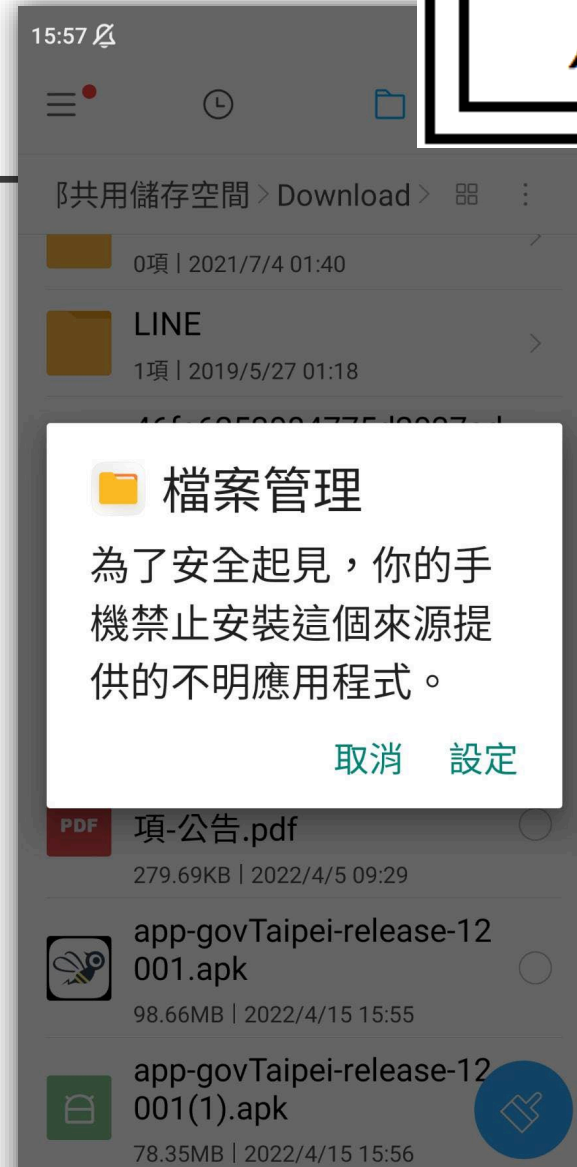 15:57
共用儲存空間 > Download >
0項 | 2021/7/4 01:40
LINE
1項 | 2019/5/27 01:18
檔案管理
為了安全起見，你的手
機禁止安裝這個來源提
供的不明應用程式。
取消 設定
PDF 項-公告.pdf
279.69KB | 2022/4/5 09:29
app-govTaipei-release-12
001.apk
98.66MB | 2022/4/15 15:55
app-govTaipei-release-12
001(1).apk
78.35MB | 2022/4/15 15:56